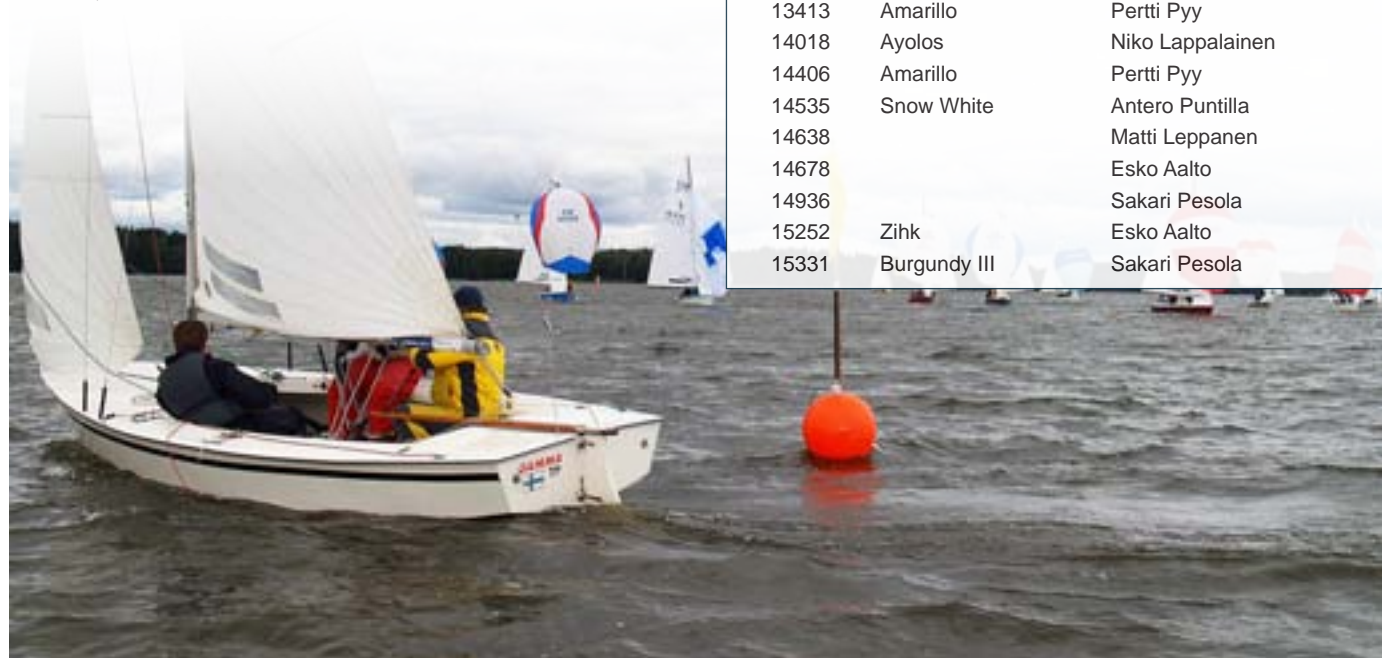 13413 Amarillo Pertti Pyy
14018 Ayolos Niko Lappalainen
14406 Amarillo Pertti Pyy
14535 Snow White Antero Puntilla
14638 Matti Leppanen
14678 Esko Aalto
14936 Sakari Pesola
15252 Zihk Esko Aalto
15331 Burgundy III Sakari Pesola